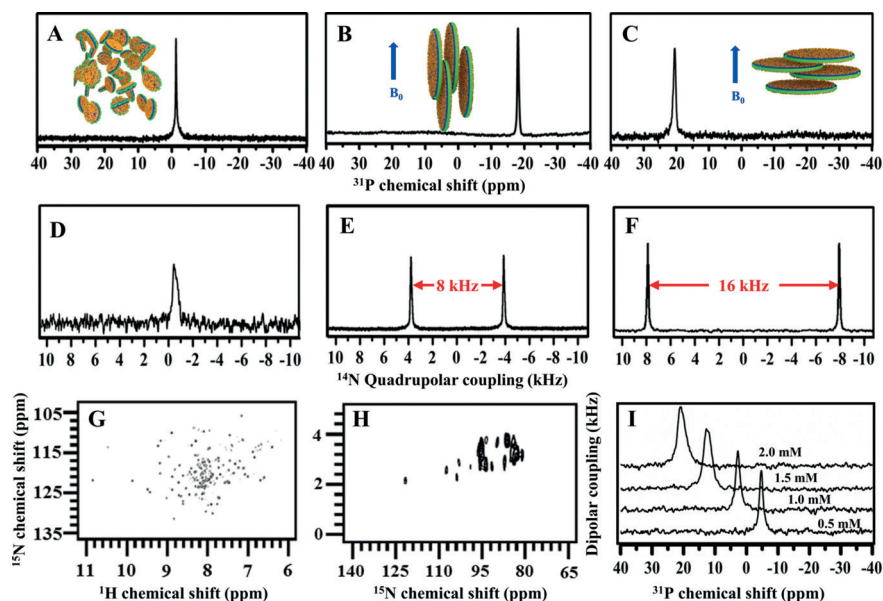 A
B
C
B₀
B₀
40 30 20 10 0 -10 -20 -30 -40
40 30 20 10 0 -10 -20 -30 -40
40 30 20 10 0 -10 -20 -30 -40
³¹P chemical shift (ppm)
D
E
F
8 kHz
16 kHz
10 8 6 4 2 0 -2 -4 -6 -8 -10
10 8 6 4 2 0 -2 -4 -6 -8 -10
10 8 6 4 2 0 -2 -4 -6 -8 -10
¹⁴N Quadrupolar coupling (kHz)
G
H
I
¹⁵N chemical shift (ppm)
105
115
125
135
11 10 9 8 7 6
¹H chemical shift (ppm)
4
2
0
143 120 103 90 85 65
¹⁵N chemical shift (ppm)
Dipolar coupling (kHz)
2.0 mM
1.5 mM
1.0 mM
0.5 mM
40 30 20 10 0 -10 -20 -30 -40
³¹P chemical shift (ppm)